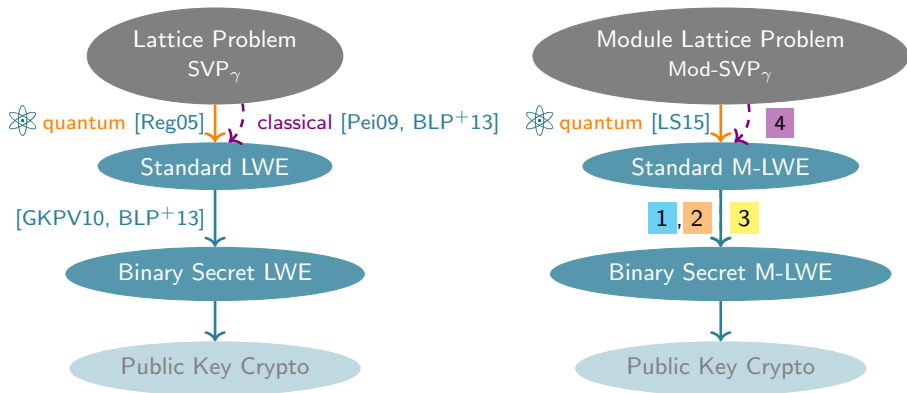 Lattice Problem
SVPγ
quantum [Reg05]
classical [Pei09, BLP+13]
Standard LWE
[GKPV10, BLP+13]
Binary Secret LWE
Public Key Crypto
Module Lattice Problem
Mod-SVPγ
quantum [LS15]
4
Standard M-LWE
1, 2 3
Binary Secret M-LWE
Public Key Crypto